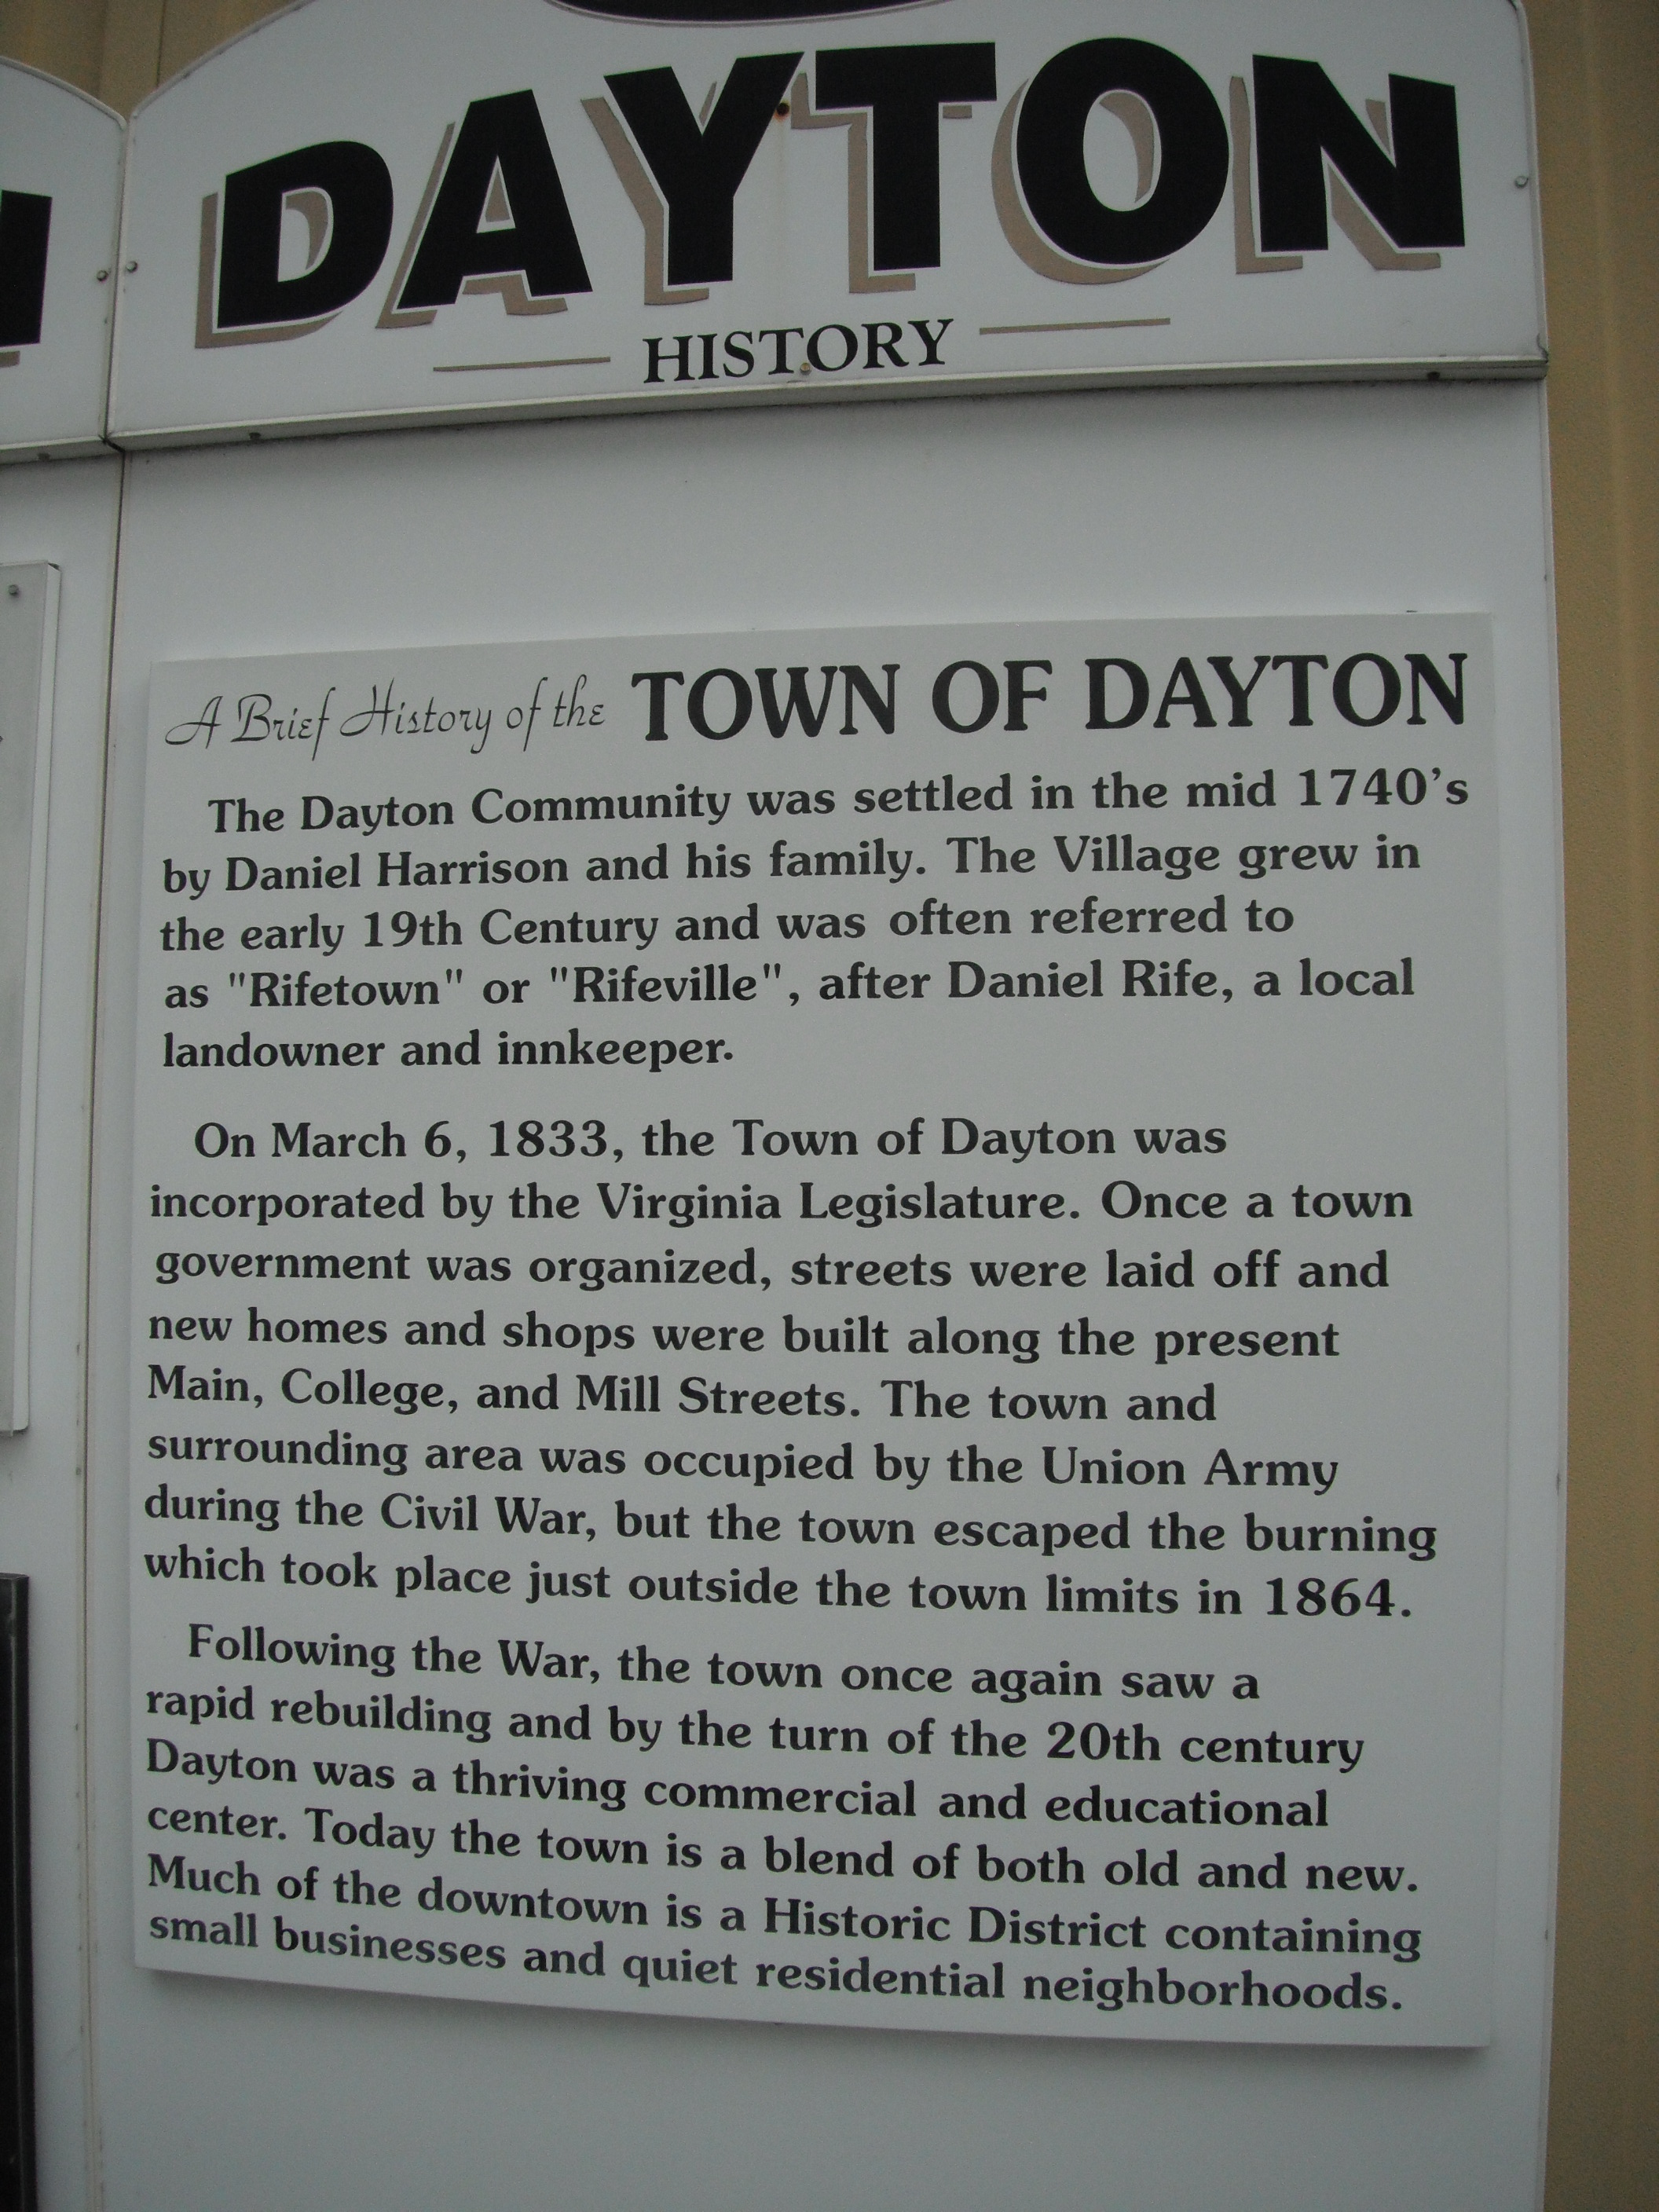 DAYTON
HISTORY
A Brief History of the TOWN OF DAYTON
The Dayton Community was settled in the mid 1740's
by Daniel Harrison and his family. The Village grew in
the early 19th Century and was often referred to
as "Rifetown" or "Rifeville", after Daniel Rife, a local
landowner and innkeeper.
On March 6, 1833, the Town of Dayton was
incorporated by the Virginia Legislature. Once a town
government was organized, streets were laid off and
new homes and shops were built along the present
Main, College, and Mill Streets. The town and
surrounding area was occupied by the Union Army
during the Civil War, but the town escaped the burning
which took place just outside the town limits in 1864.
Following the War, the town once again saw a
rapid rebuilding and by the turn of the 20th century
Dayton was a thriving commercial and educational
center. Today the town is a blend of both old and new.
Much of the downtown is a Historic District containing
small businesses and quiet residential neighborhoods.